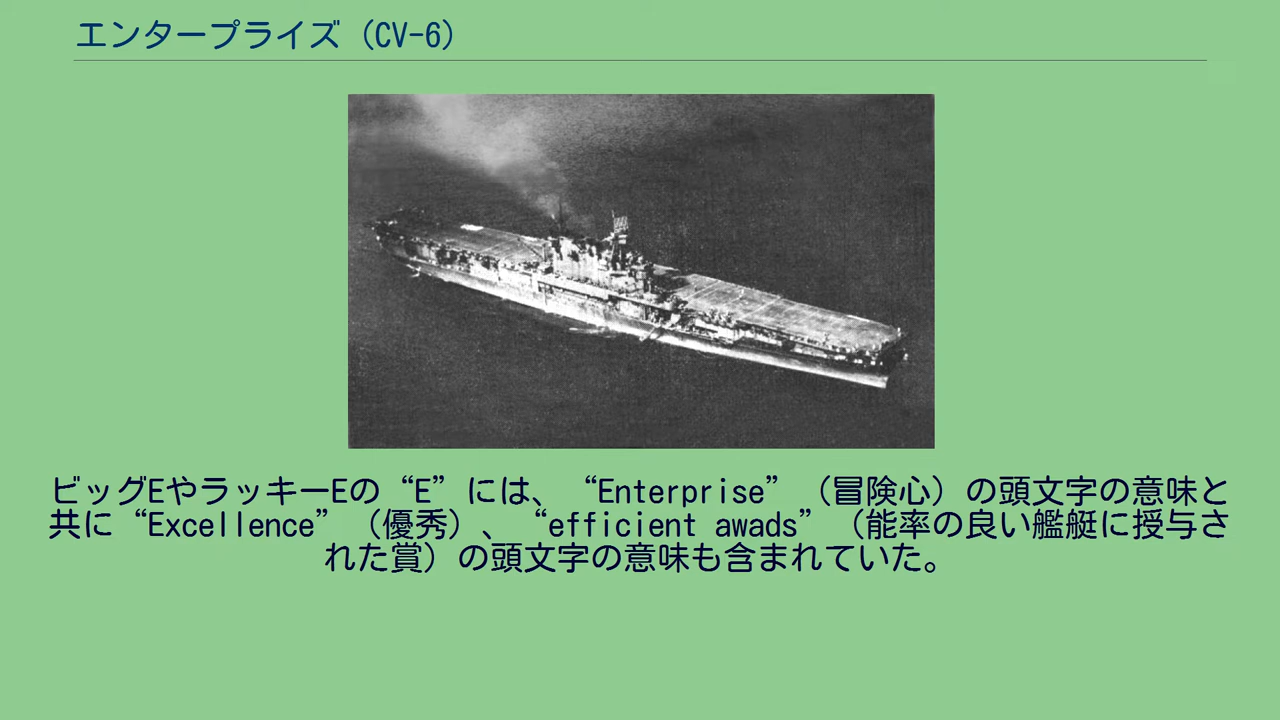 エンタープライズ（CV-6）
ビッグEやラッキーEの“E”には、“Enterprise”（冒険心）の頭文字の意味と
共に“Excellence”（優秀）、“efficient awads”（能率の良い艦艇に授与さ
れた賞）の頭文字の意味も含まれていた。